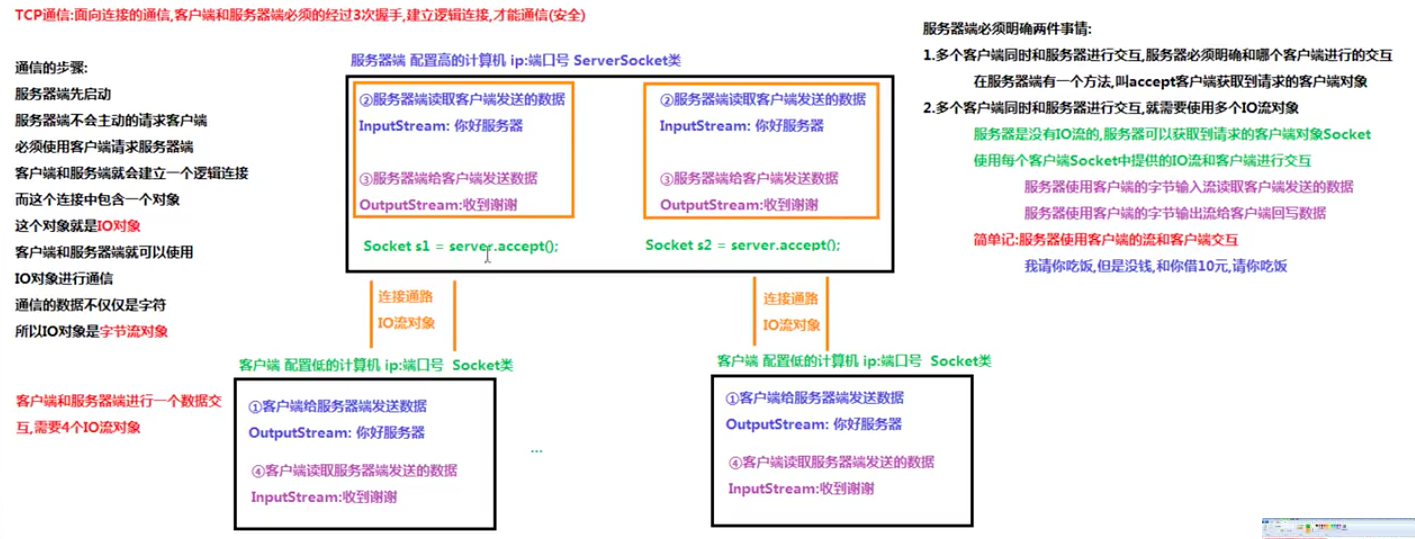 TCP通信:面向连接的通信,客户端和服务器端必须的经过3次握手,建立逻辑连接,才能通信(安全)
通信的步骤:
服务器端先启动
服务器端不会主动的请求客户端
必须使用客户端请求服务器端
客户端和服务端就会建立一个逻辑连接
而这个连接中包含一个对象
这个对象就是IO对象
客户端和服务器端就可以使用
IO对象进行通信
通信的数据不仅仅是字符
所以IO对象是字节流对象
客户端和服务器端进行一个数据交
互,需要4个IO流对象
服务器端 配置高的计算机 ip:端口号 ServerSocket类
②服务器端读取客户端发送的数据
InputStream: 你好服务器
③服务器端给客户端发送数据
OutputStream:收到谢谢
Socket s1 = server.accept();
②服务器端读取客户端发送的数据
InputStream: 你好服务器
③服务器端给客户端发送数据
OutputStream:收到谢谢
Socket s2 = server.accept();
连接通路
IO流对象
连接通路
IO流对象
客户端 配置低的计算机 ip:端口号 Socket类
①客户端给服务器端发送数据
OutputStream: 你好服务器
④客户端读取服务器端发送的数据
InputStream:收到谢谢
...
客户端 配置低的计算机 ip:端口号 Socket类
①客户端给服务器端发送数据
OutputStream: 你好服务器
④客户端读取服务器端发送的数据
InputStream:收到谢谢
服务器端必须明确两件事情:
1.多个客户端同时和服务器进行交互,服务器必须明确和哪个客户端进行的交互
在服务器端有一个方法,叫accept客户端获取到请求的客户端对象
2.多个客户端同时和服务器进行交互,就需要使用多个IO流对象
服务器是没有IO流的,服务器可以获取到请求的客户端对象Socket
使用每个客户端Socket中提供的IO流和客户端进行交互
服务器使用客户端的字节输入流读取客户端发送的数据
服务器使用客户端的字节输出流给客户端回写数据
简单记:服务器使用客户端的流和客户端交互
我请你吃饭,但是没钱,和你借10元,请你吃饭